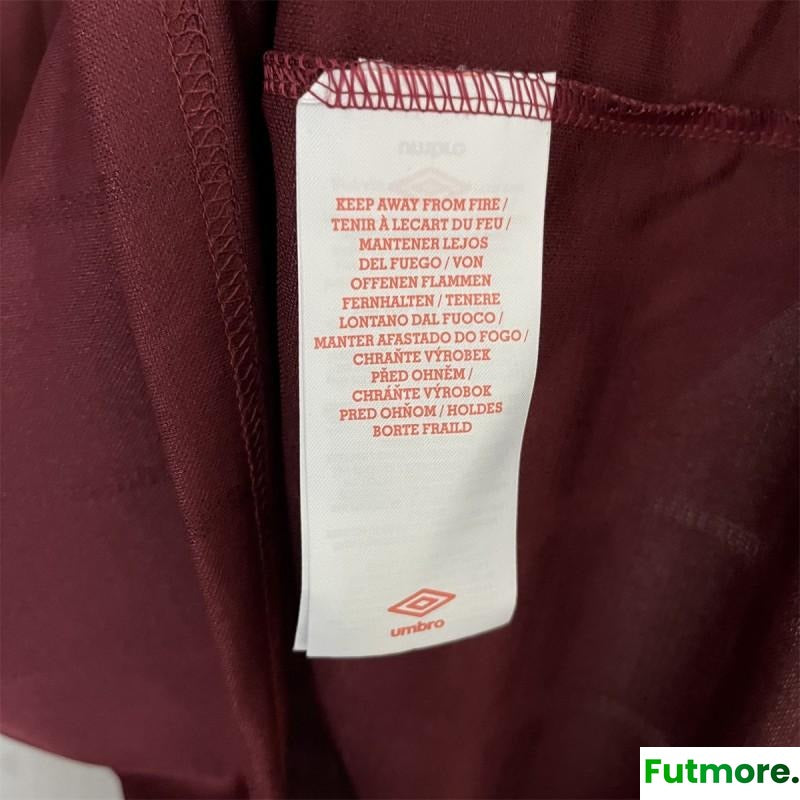 KEEP AWAY FROM FIRE /
TENIR À LECART DU FEU /
MANTENER LEJOS
DEL FUEGO / VON
OFFENEN FLAMMEN
FERNHALTEN / TENERE
LONTANO DAL FUOCO /
MANTER AFASTADO DO FOGO /
CHRAŇTE VÝROBEK
PŘED OHNĚM /
CHRÁŇTE VÝROBOK
PRED OHŇOM / HOLDES
BORTE FRAILD
umbro
Futmore.